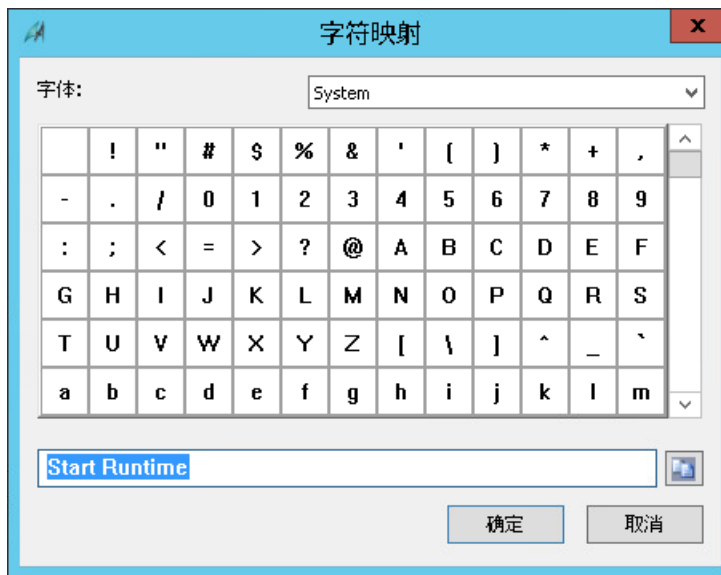 字符映射
x
字体:
System
! " # $ % & ' ( ) * + ,
- . / 0 1 2 3 4 5 6 7 8 9
: ; < = > ? @ A B C D E F
G H I J K L M N O P Q R S
T U V W X Y Z [ \ ] ^ _ `
a b c d e f g h i j k l m
Start Runtime
确定 取消